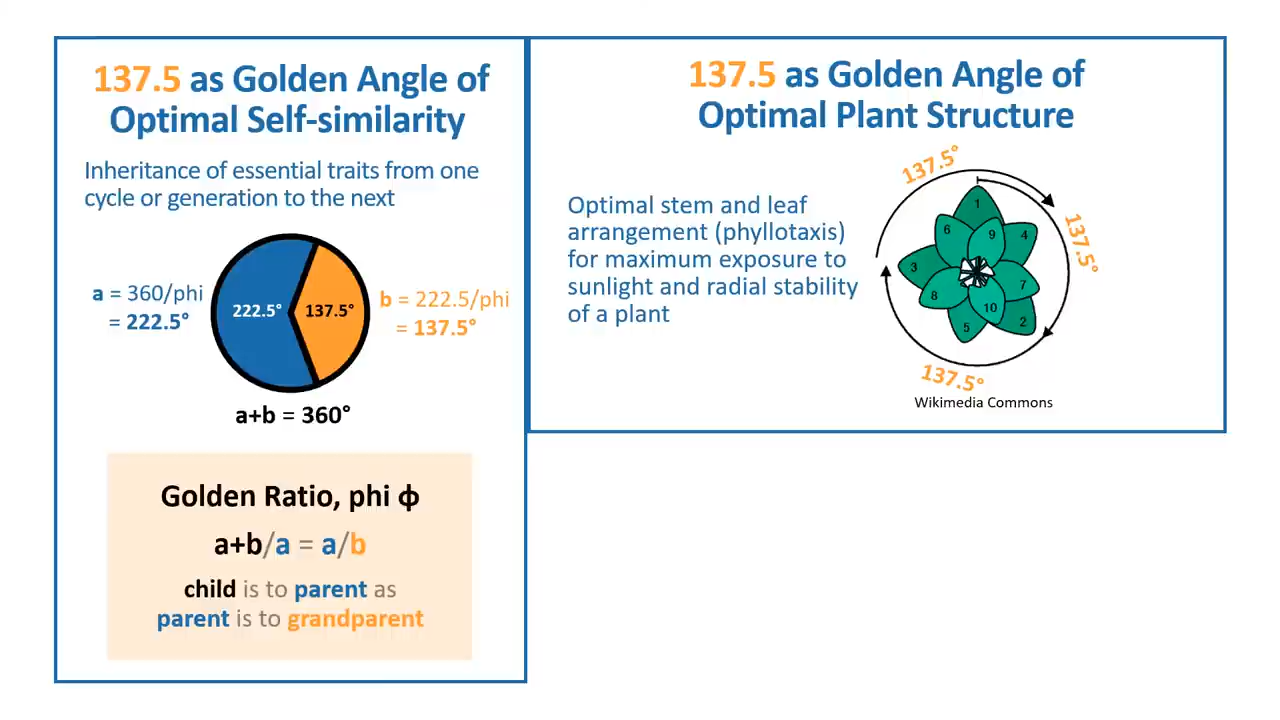 137.5 as Golden Angle of
Optimal Self-similarity
Inheritance of essential traits from one
cycle or generation to the next
a = 360/phi
= 222.5°
222.5°
137.5°
b = 222.5/phi
= 137.5°
a+b = 360°
Golden Ratio, phi ϕ
a+b/a = a/b
child is to parent as
parent is to grandparent
137.5 as Golden Angle of
Optimal Plant Structure
Optimal stem and leaf
arrangement (phyllotaxis)
for maximum exposure to
sunlight and radial stability
of a plant
137.5°
137.5°
137.5°
1
6
9
4
3
7
8
10
5
2
Wikimedia Commons